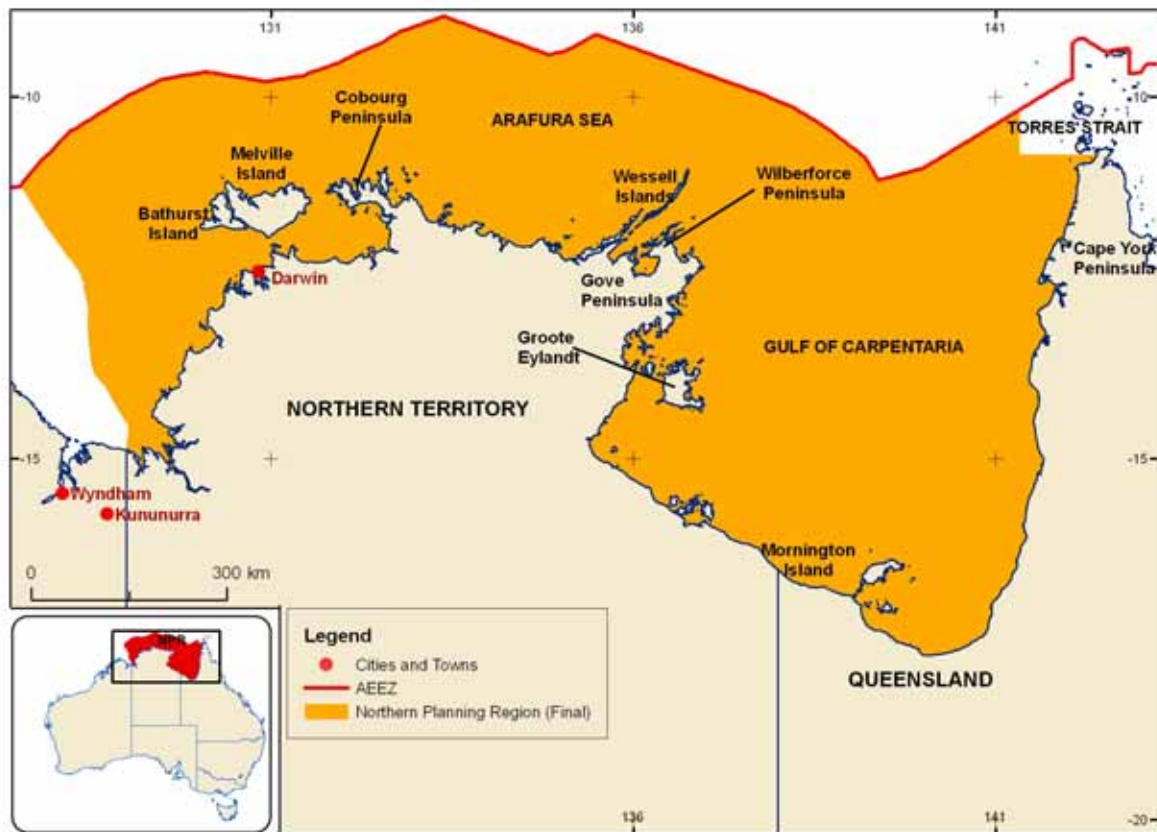 131
136
141
-10
-10
Cobourg
Peninsula
ARAFURA SEA
TORRES STRAIT
Melville
Island
Wessell
Islands
Wilberforce
Peninsula
Bathurst
Island
Cape York
Peninsula
Darwin
Gove
Peninsula
Groote
Eylandt
GULF OF CARPENTARIA
NORTHERN TERRITORY
-15
-15
Wyndham
Kununurra
Mornington
Island
0 300 km
Legend
Cities and Towns
AEEZ
Northern Planning Region (Final)
NPR
QUEENSLAND
136
141
-20